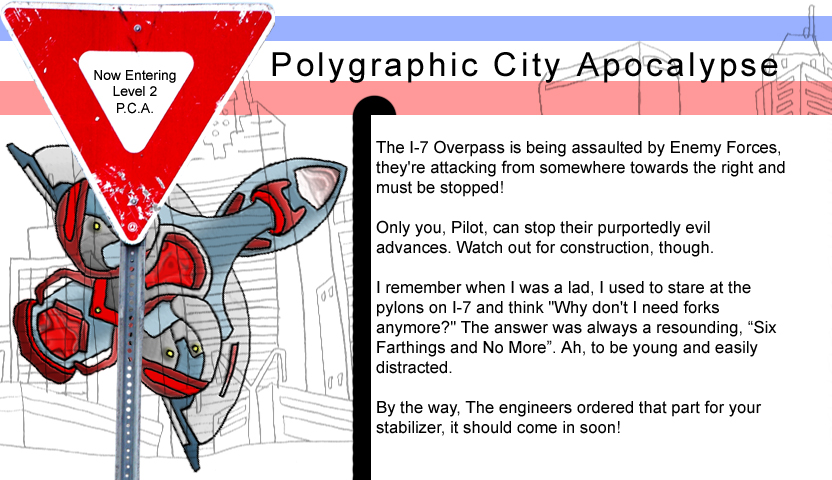 Now Entering
Level 2
P.C.A.
Polygraphic City Apocalypse
The I-7 Overpass is being assaulted by Enemy Forces,
they're attacking from somewhere towards the right and
must be stopped!
Only you, Pilot, can stop their purportedly evil
advances. Watch out for construction, though.
I remember when I was a lad, I used to stare at the
pylons on I-7 and think "Why don't I need forks
anymore?" The answer was always a resounding, “Six
Farthings and No More”. Ah, to be young and easily
distracted.
By the way, The engineers ordered that part for your
stabilizer, it should come in soon!